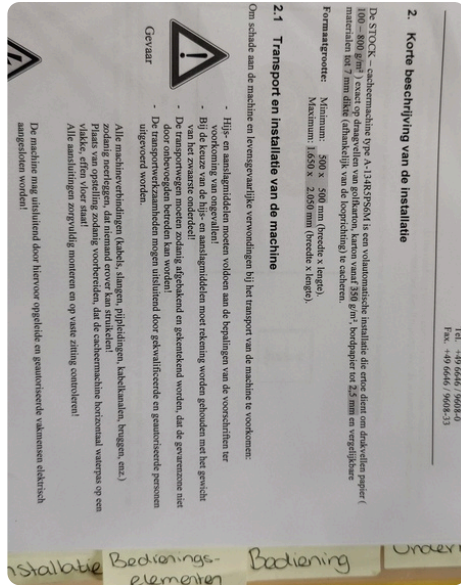 Tel. +49 6646 / 9608-0
Fax. +49 6646 / 9608-33
2. Korte beschrijving van de installatie
De STOCK – cacheermachine type A-134R5PS6M is een volautomatische installatie die ertoe dient om drukvellen papier (
100 – 800 g/m² ) exact op draagvellen van golfkarton, karton vanaf 350 g/m², bordpapier tot 2,5 mm en vergelijkbare
materialen tot 7 mm dikte (afhankelijk van de looprichting) te cacheren.
Formaatgrootte: Minimum: 500 x 500 mm (breedte x lengte).
Maximum: 1.650 x 2.050 mm (breedte x lengte).
2.1 Transport en installatie van de machine
Om schade aan de machine en levensgevaarlijke verwondingen bij het transport van de machine te voorkomen:
- Hijs- en aanslagmiddelen moeten voldoen aan de bepalingen van de voorschriften ter
voorkoming van ongevallen!
- Bij de keuze van de hijs- en aanslagmiddelen moet rekening worden gehouden met het gewicht
van het zwaarste onderdeel!
- De transportwegen moeten zodanig afgebakend en gekentekend worden, dat de gevarenzone niet
door onbevoegden betreden kan worden!
- De transportwerkzaamheden mogen uitsluitend door gekwalificeerde en geautoriseerde personen
uitgevoerd worden.
Gevaar
Alle machineverbindingen (kabels, slangen, pijpleidingen, kabelkanalen, bruggen, enz.)
zodanig neerleggen, dat niemand erover kan struikelen!
Plaats van opstelling zodanig voorbereiden, dat de cacheermachine horizontaal waterpas op een
vlakke, effen vloer staat!
Alle aansluitingen zorgvuldig monteren en op vaste zitting controleren!
De machine mag uitsluitend door hiervoor opgeleide en geautoriseerde vakmensen elektrisch
aangesloten worden!
Bediening
Bedienings-
elementen